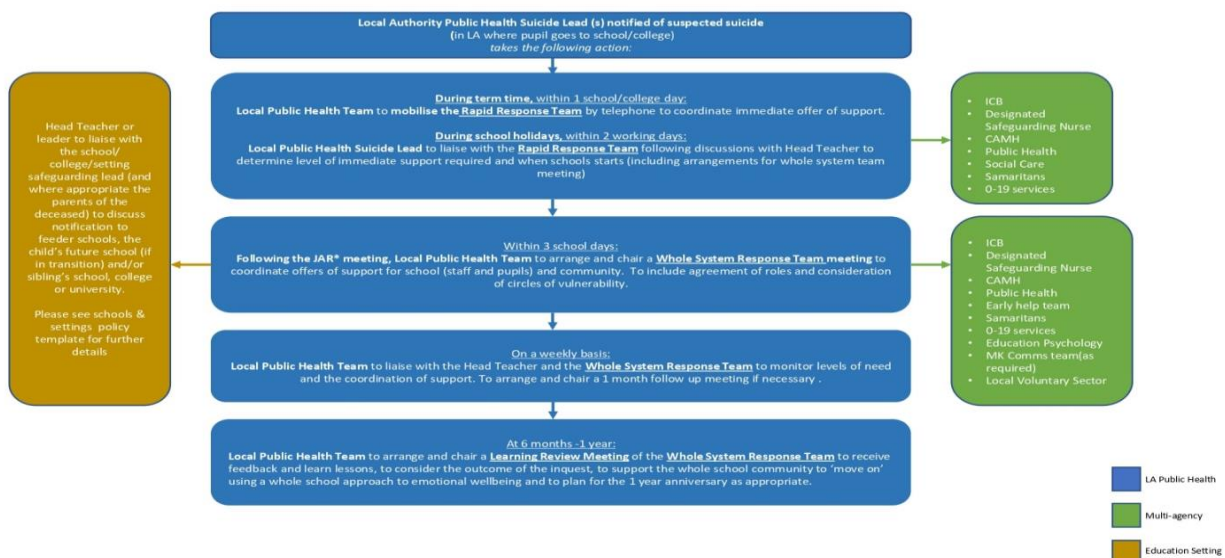 Local Authority Public Health Suicide Lead (s) notified of suspected suicide
(in LA where pupil goes to school/college)
takes the following action:
During term time, within 1 school/college day:
Local Public Health Team to mobilise the Rapid Response Team by telephone to coordinate immediate offer of support.
During school holidays, within 2 working days:
Local Public Health Suicide Lead to liaise with the Rapid Response Team following discussions with Head Teacher to
determine level of immediate support required and when schools starts (including arrangements for whole system team
meeting)
• ICB
• Designated
Safeguarding Nurse
• CAMH
• Public Health
• Social Care
• Samaritans
• 0-19 services
Head Teacher or
leader to liaise with
the school/
college/setting
safeguarding lead (and
where appropriate the
parents of the
deceased) to discuss
notification to
feeder schools, the
child's future school (if
in transition) and/or
sibling's school, college
or university.
Please see schools &
settings policy
template for further
details
Within 3 school days:
Following the JAR* meeting, Local Public Health Team to arrange and chair a Whole System Response Team meeting to
coordinate offers of support for school (staff and pupils) and community. To include agreement of roles and consideration
of circles of vulnerability.
• ICB
• Designated
Safeguarding Nurse
• CAMH
• Public Health
• Early help team
• Samaritans
• 0-19 services
• Education Psychology
• MK Comms team(as
required)
• Local Voluntary Sector
On a weekly basis:
Local Public Health Team to liaise with the Head Teacher and the Whole System Response Team to monitor levels of need
and the coordination of support. To arrange and chair a 1 month follow up meeting if necessary .
At 6 months -1 year:
Local Public Health Team to arrange and chair a Learning Review Meeting of the Whole System Response Team to receive
feedback and learn lessons, to consider the outcome of the inquest, to support the whole school community to 'move on'
using a whole school approach to emotional wellbeing and to plan for the 1 year anniversary as appropriate.
LA Public Health
Multi-agency
Education Setting